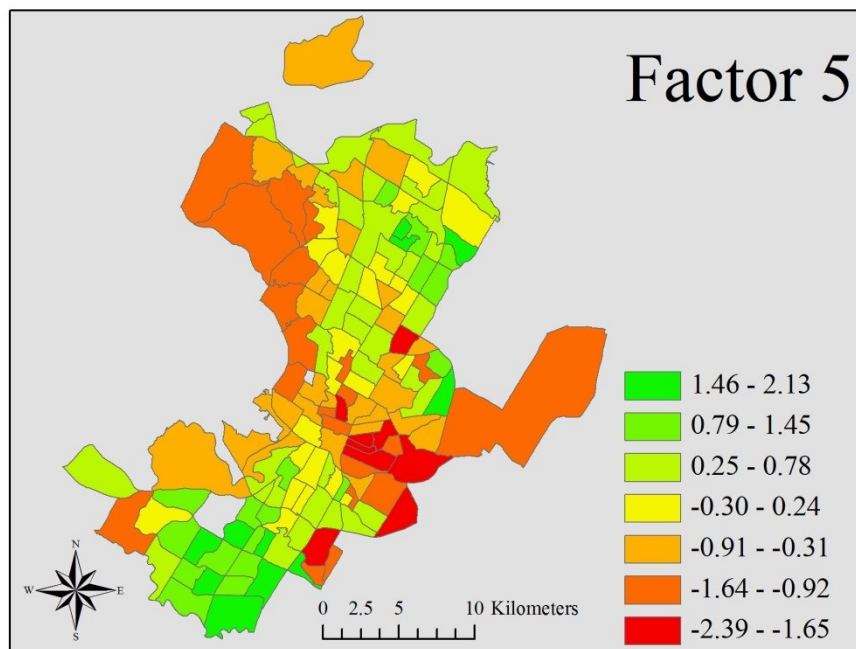 Factor 5
1.46 - 2.13
0.79 - 1.45
0.25 - 0.78
-0.30 - 0.24
-0.91 - -0.31
-1.64 - -0.92
-2.39 - -1.65
N
W E
S
0 2.5 5 10 Kilometers